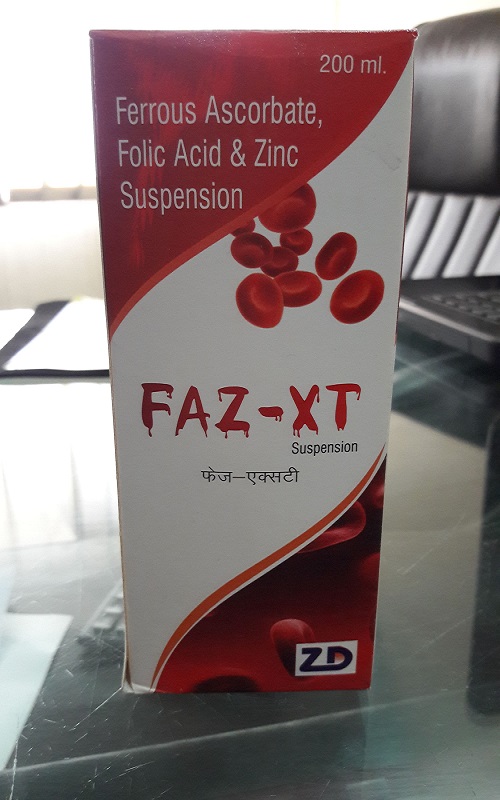 200 ml.
Ferrous Ascorbate,
Folic Acid & Zinc
Suspension
FAZ-XT
Suspension
फेज–एक्सटी
ZD